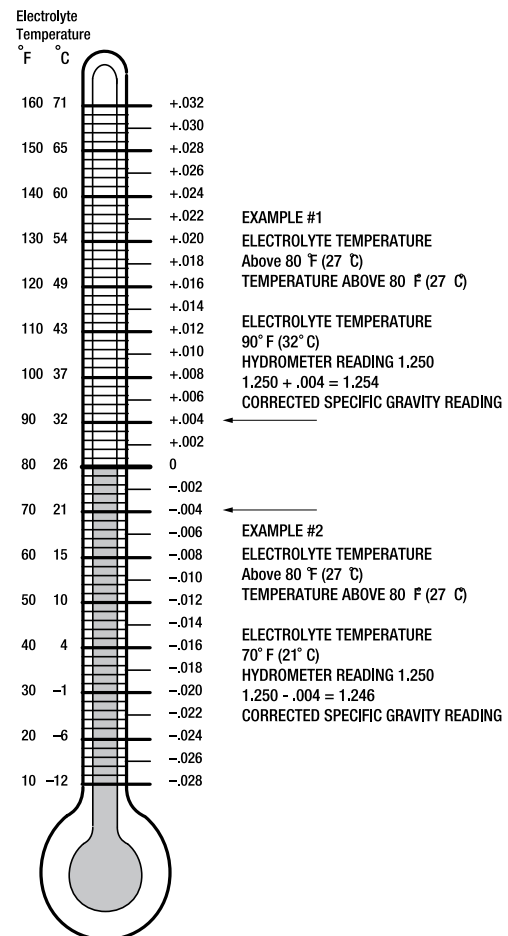 Electrolyte
Temperature
°F °C
160 71 +.032
+.030
150 65 +.028
+.026
140 60 +.024
+.022
EXAMPLE #1
130 54 +.020
ELECTROLYTE TEMPERATURE
Above 80 °F (27 °C)
+.018
120 49 +.016
TEMPERATURE ABOVE 80 °F (27 °C)
+.014
110 43 +.012
ELECTROLYTE TEMPERATURE
90° F (32° C)
+.010
HYDROMETER READING 1.250
100 37 +.008
1.250 + .004 = 1.254
+.006
CORRECTED SPECIFIC GRAVITY READING
90 32 +.004
+.002
80 26 0
-.002
70 21 -.004
-.006
EXAMPLE #2
60 15 -.008
ELECTROLYTE TEMPERATURE
Above 80 °F (27 °C)
-.010
TEMPERATURE ABOVE 80 °F (27 °C)
50 10 -.012
-.014
ELECTROLYTE TEMPERATURE
40 4 -.016
70° F (21° C)
-.018
HYDROMETER READING 1.250
30 -1 -.020
1.250 - .004 = 1.246
-.022
CORRECTED SPECIFIC GRAVITY READING
20 -6 -.024
-.026
10 -12 -.028